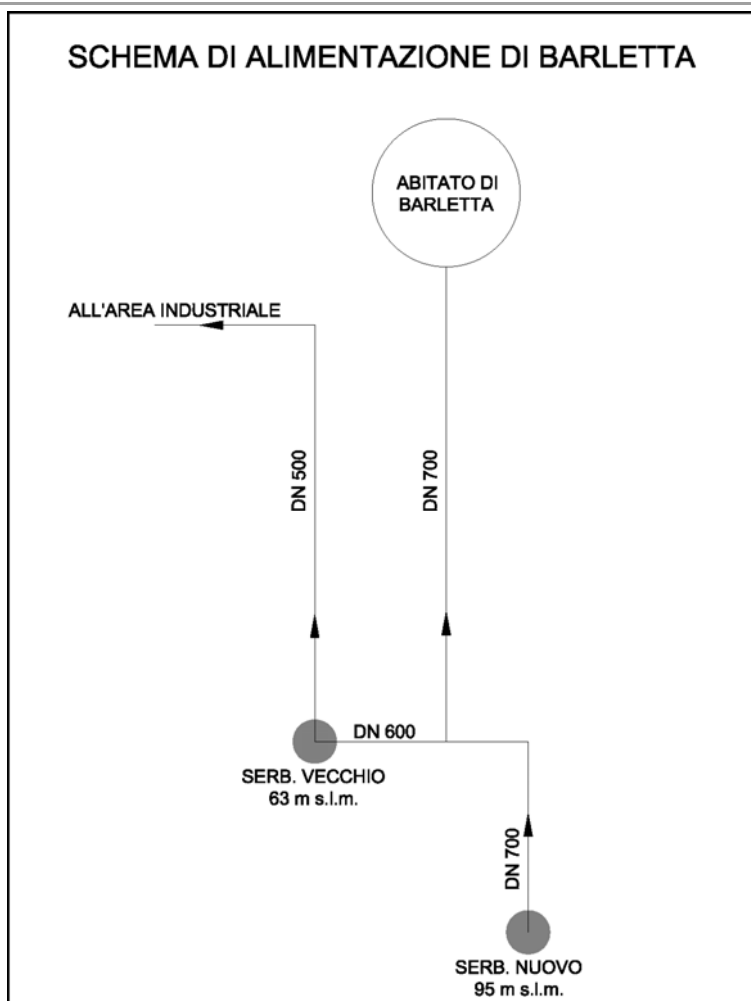 SCHEMA DI ALIMENTAZIONE DI BARLETTA
ABITATO DI
BARLETTA
ALL'AREA INDUSTRIALE
DN 500
DN 700
DN 600
SERB. VECCHIO
63 m s.l.m.
DN 700
SERB. NUOVO
95 m s.l.m.